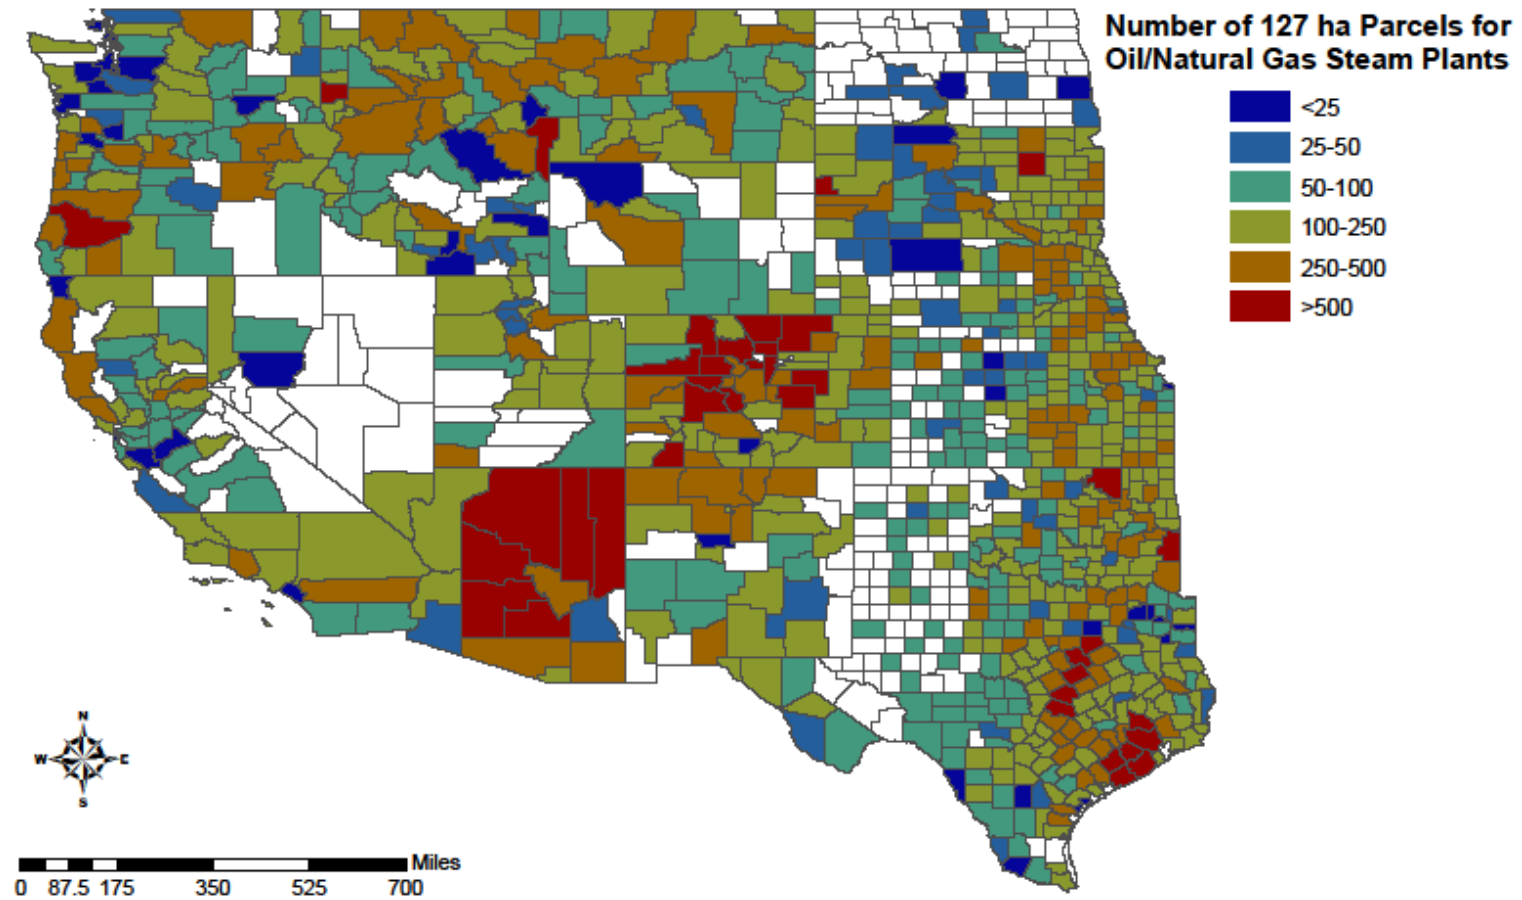 Number of 127 ha Parcels for
Oil/Natural Gas Steam Plants
<25
25-50
50-100
100-250
250-500
>500
N
W E
S
Miles
0 87.5 175 350 525 700